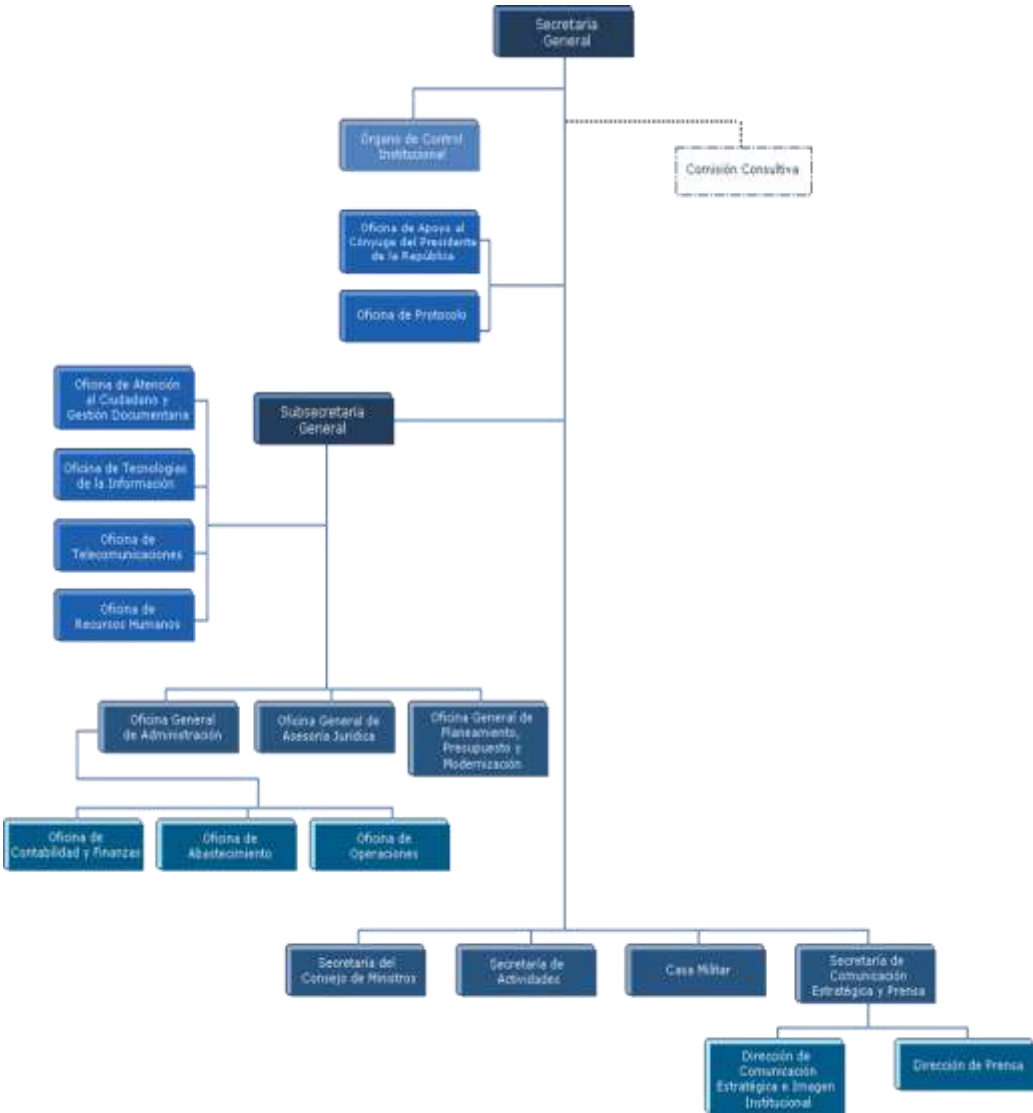 Secretaría
General
Órgano de Control
Institucional
Comisión Consultiva
Oficina de Apoyo al
Cónyuge del Presidente
de la República
Oficina de Protocolo
Oficina de Atención
al Ciudadano y
Gestión Documentaria
Subsecretaría
General
Oficina de Tecnologías
de la Información
Oficina de
Telecomunicaciones
Oficina de
Recursos Humanos
Oficina General
de Administración
Oficina General de
Asesoría Jurídica
Oficina General de
Planeamiento,
Presupuesto y
Modernización
Oficina de
Contabilidad y Finanzas
Oficina de
Abastecimiento
Oficina de
Operaciones
Secretaría del
Consejo de Ministros
Secretaría de
Actividades
Casa Militar
Secretaría de
Comunicación
Estratégica y Prensa
Dirección de
Comunicación
Estratégica e Imagen
Institucional
Dirección de Prensa